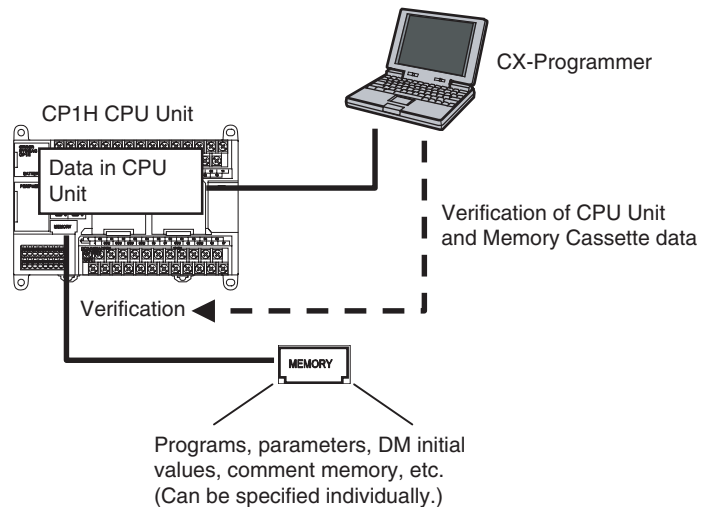 CX-Programmer
CP1H CPU Unit
Data in CPU
Unit
MEMORY
Verification of CPU Unit
and Memory Cassette data
Verification
MEMORY
Programs, parameters, DM initial
values, comment memory, etc.
(Can be specified individually.)